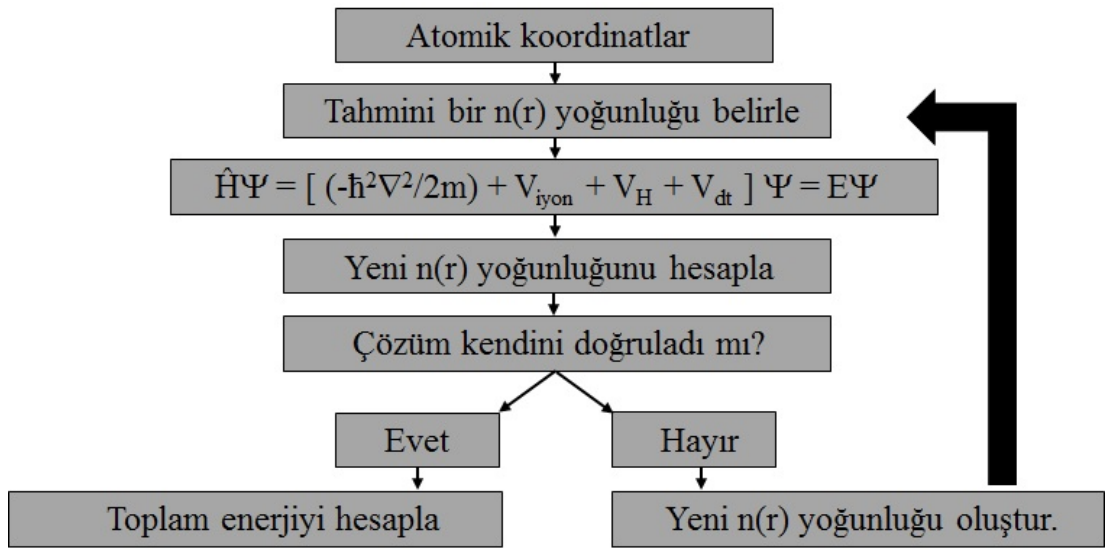 Atomik koordinatlar
Tahmini bir n(r) yoğunluğu belirle
ĤΨ = [ (-ħ²∇²/2m) + V_iyon + V_H + V_dt ] Ψ = EΨ
Yeni n(r) yoğunluğunu hesapla
Çözüm kendini doğruladı mı?
Evet
Hayır
Toplam enerjiyi hesapla
Yeni n(r) yoğunluğu oluştur.